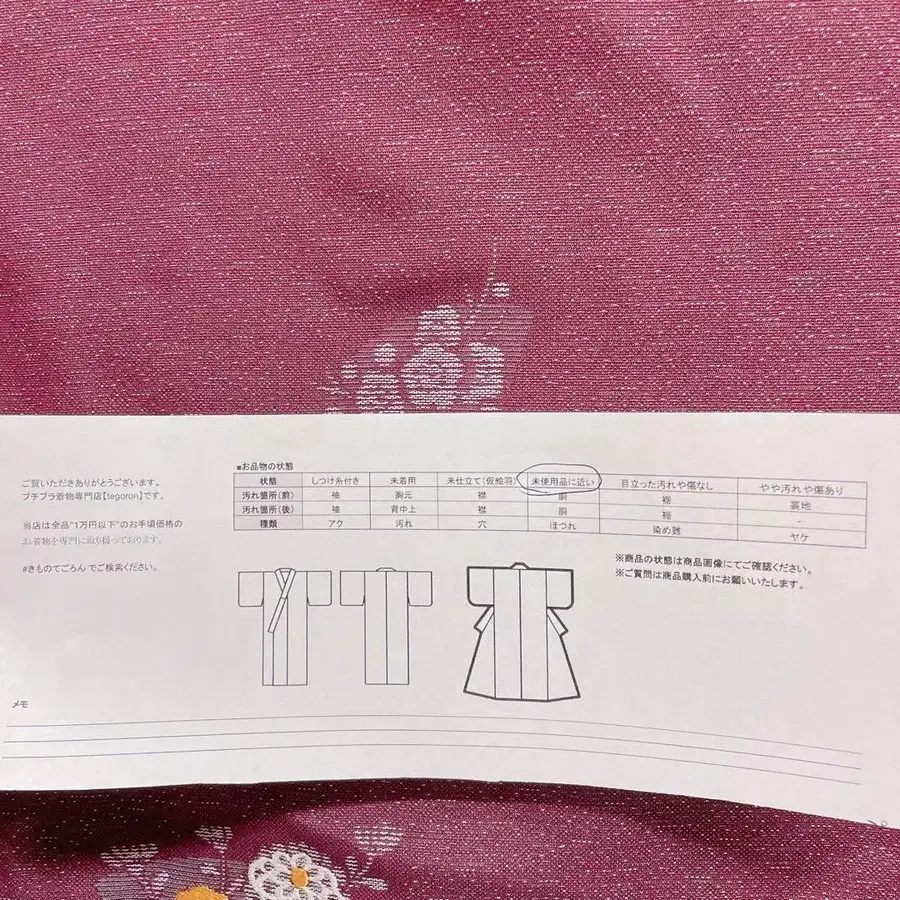 ご覧いただきありがとうございます。
プチプラ着物専門店【tegoron】です。
当店は全品"1万円以下"のお手頃価格の
お着物を専門に取り扱っております。
#きものてごろん でご検索ください。
■お品物の状態
状態 しつけ糸付き 未着用 未仕立て(仮絵羽) 未使用品に近い 目立った汚れや傷なし やや汚れや傷あり
汚れ箇所(前) 袖 胸元 襟 胴 裾 裏地
汚れ箇所(後) 袖 背中上 襟 胴 裾 -
種類 アク 汚れ 穴 ほつれ 染め難 ヤケ
※商品の状態は商品画像にてご確認ください。
※ご質問は商品購入前にお願いいたします。
メモ